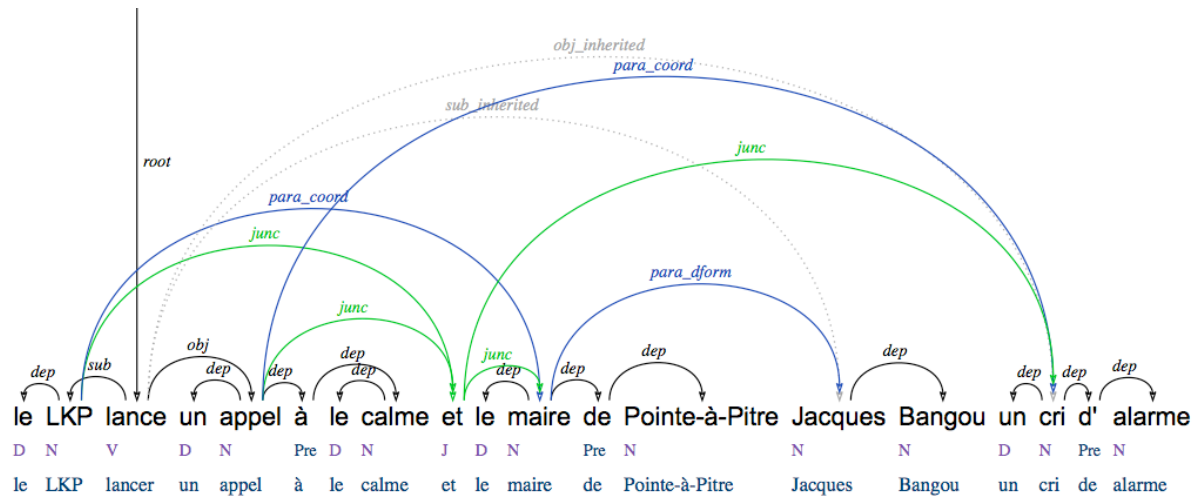 obj_inherited
para_coord
sub_inherited
junc
root
para_coord
junc
para_dform
junc
obj
dep sub dep dep dep dep junc dep dep dep dep dep dep dep
le LKP lance un appel à le calme et le maire de Pointe-à-Pitre Jacques Bangou un cri d' alarme
D N V D N Pre D N J D N Pre N N N D N Pre N
le LKP lancer un appel à le calme et le maire de Pointe-à-Pitre Jacques Bangou un cri de alarme